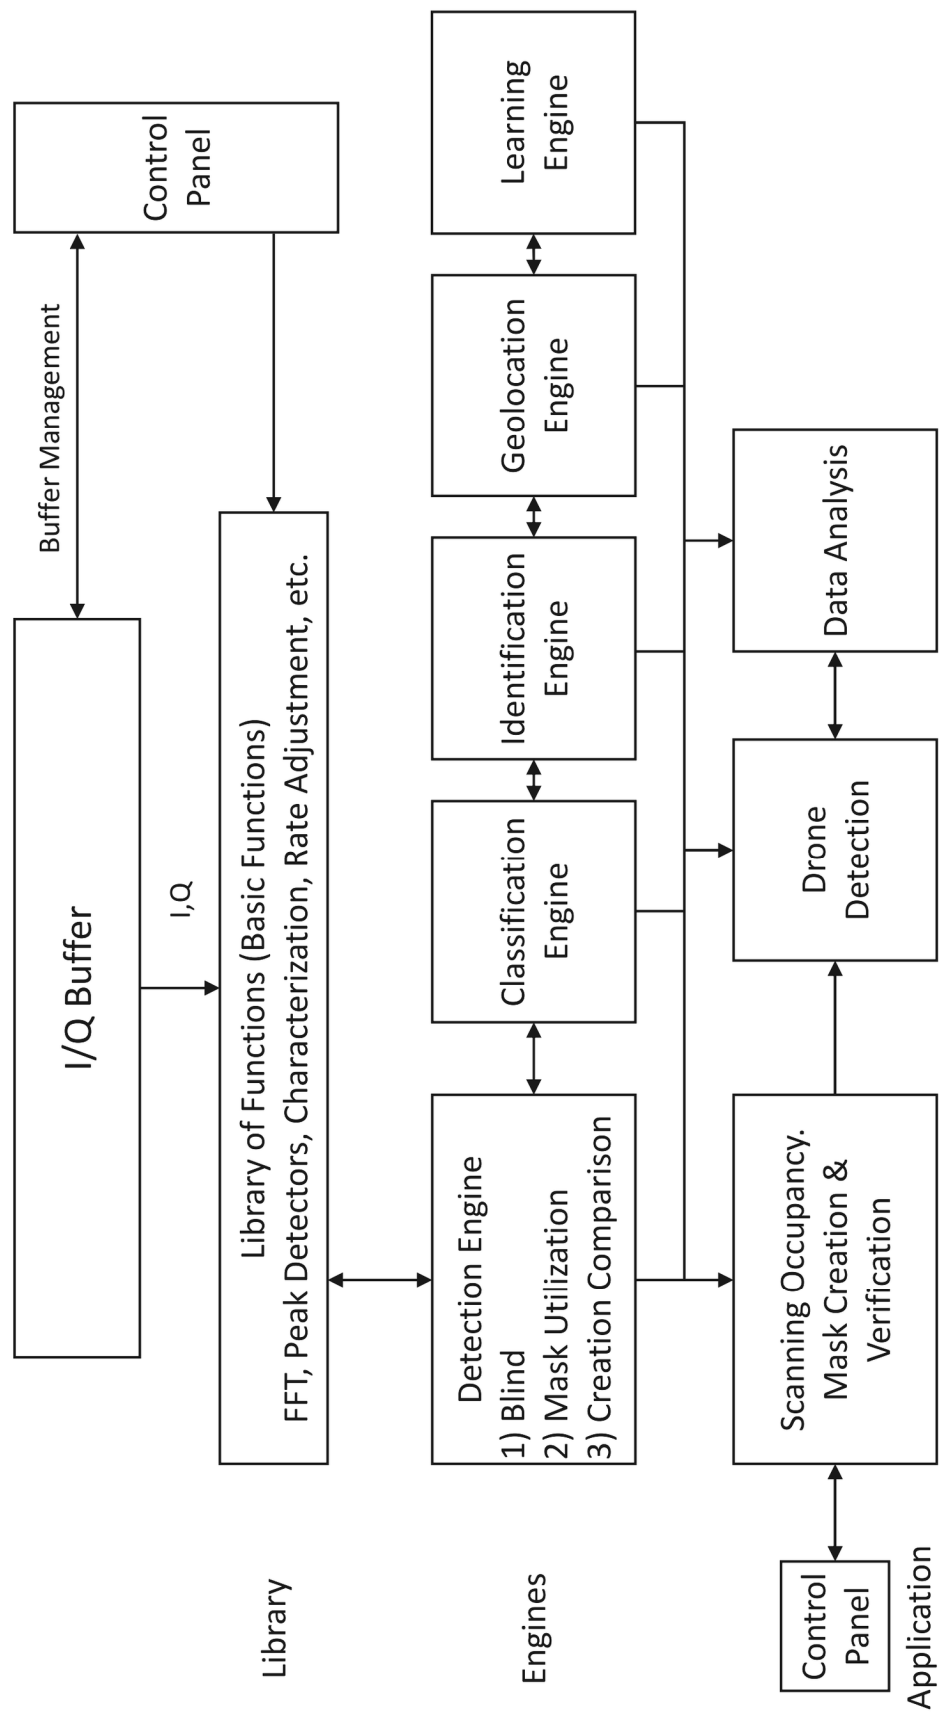 I/Q Buffer
Buffer Management
Control
Panel
I,Q
Library
Library of Functions (Basic Functions)
FFT, Peak Detectors, Characterization, Rate Adjustment, etc.
Engines
Detection Engine
1) Blind
2) Mask Utilization
3) Creation Comparison
Classification
Engine
Identification
Engine
Geolocation
Engine
Learning
Engine
Application
Control
Panel
Scanning Occupancy.
Mask Creation &
Verification
Drone
Detection
Data Analysis